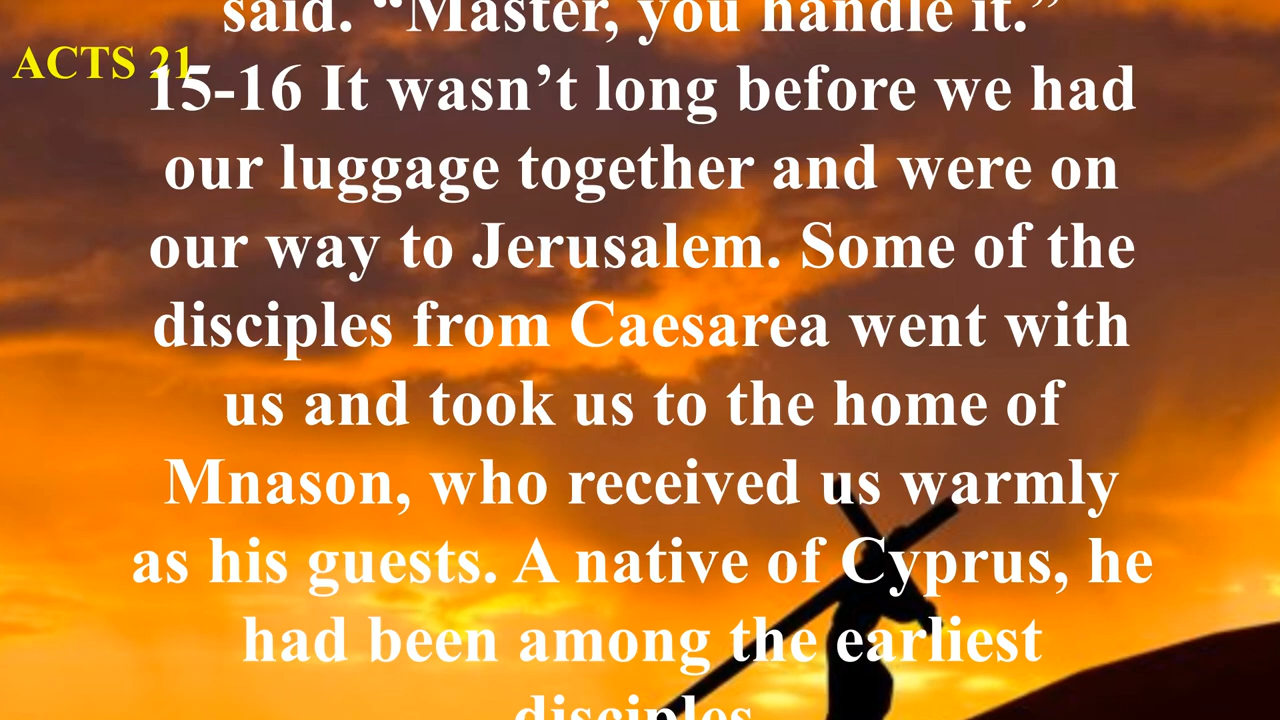 said. “Master, you handle it.”
ACTS 21
15-16 It wasn’t long before we had
our luggage together and were on
our way to Jerusalem. Some of the
disciples from Caesarea went with
us and took us to the home of
Mnason, who received us warmly
as his guests. A native of Cyprus, he
had been among the earliest
disciples.